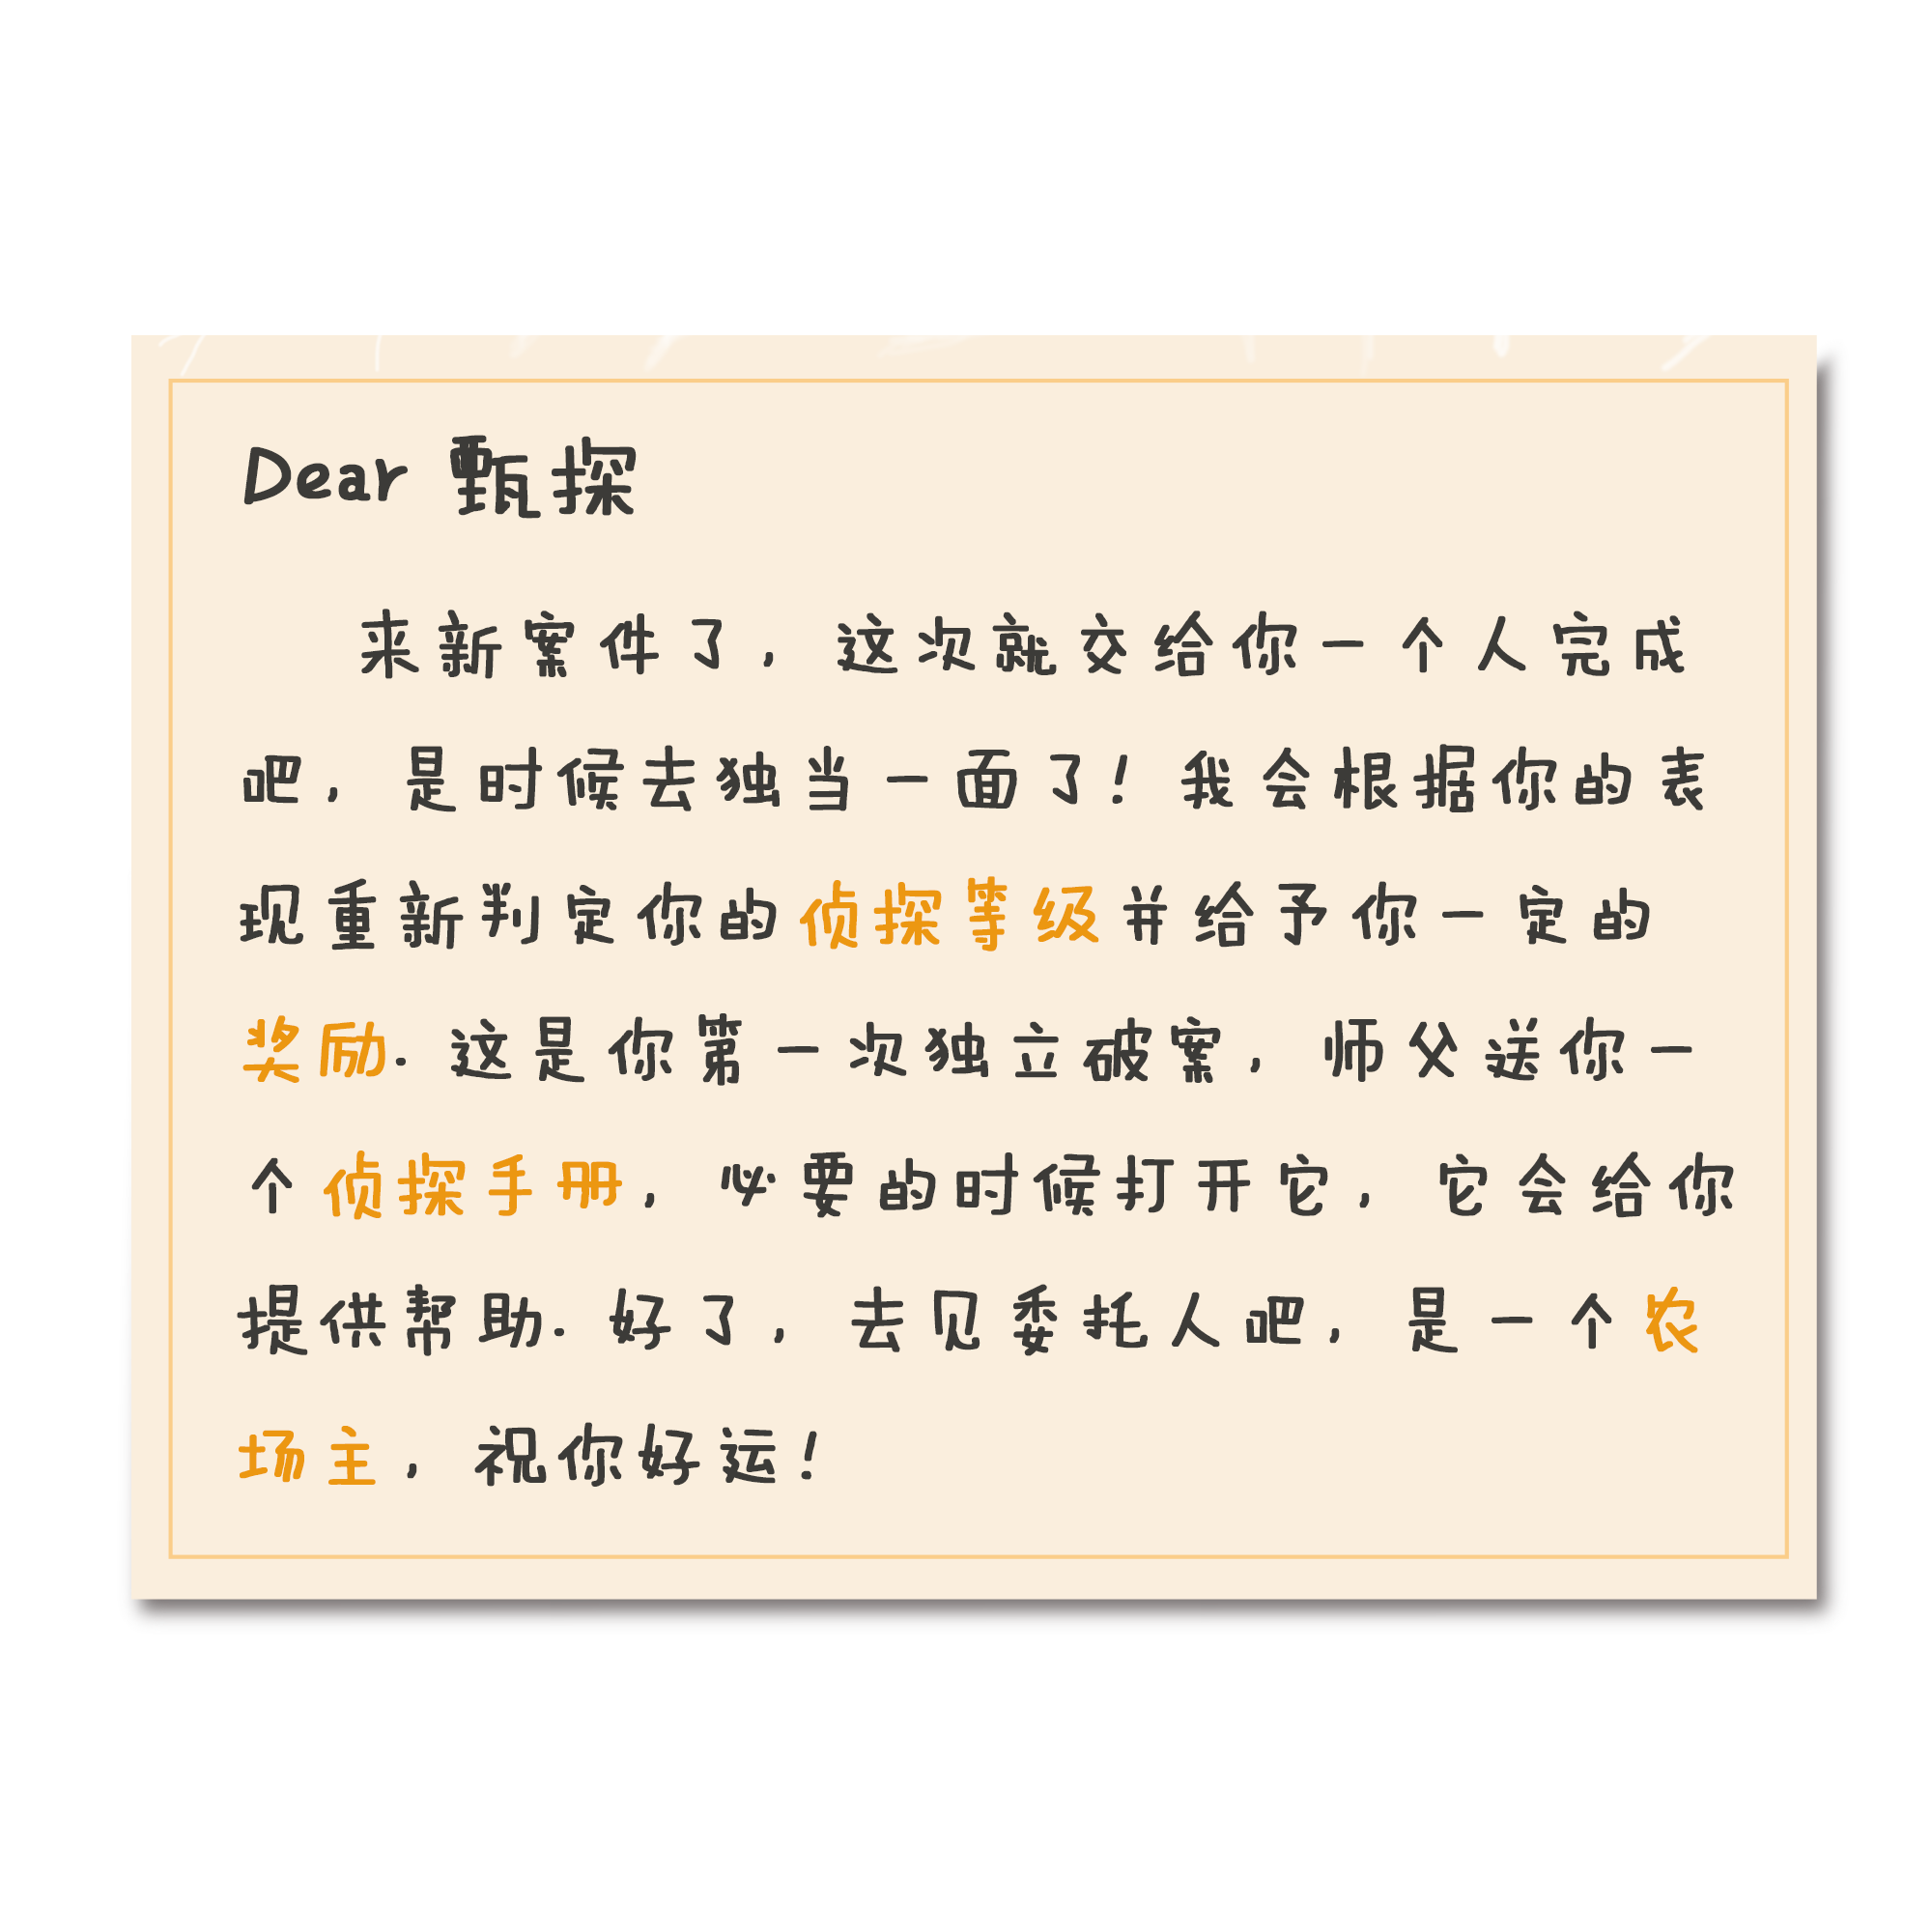 Dear 甄探
来新案件了，这次就交给你一个人完成
吧，是时候去独当一面了！我会根据你的表
现重新判定你的侦探等级并给予你一定的
奖励.这是你第一次独立破案，师父送你一
个侦探手册，必要的时候打开它，它会给你
提供帮助.好了，去见委托人吧，是一个农
场主，祝你好运！